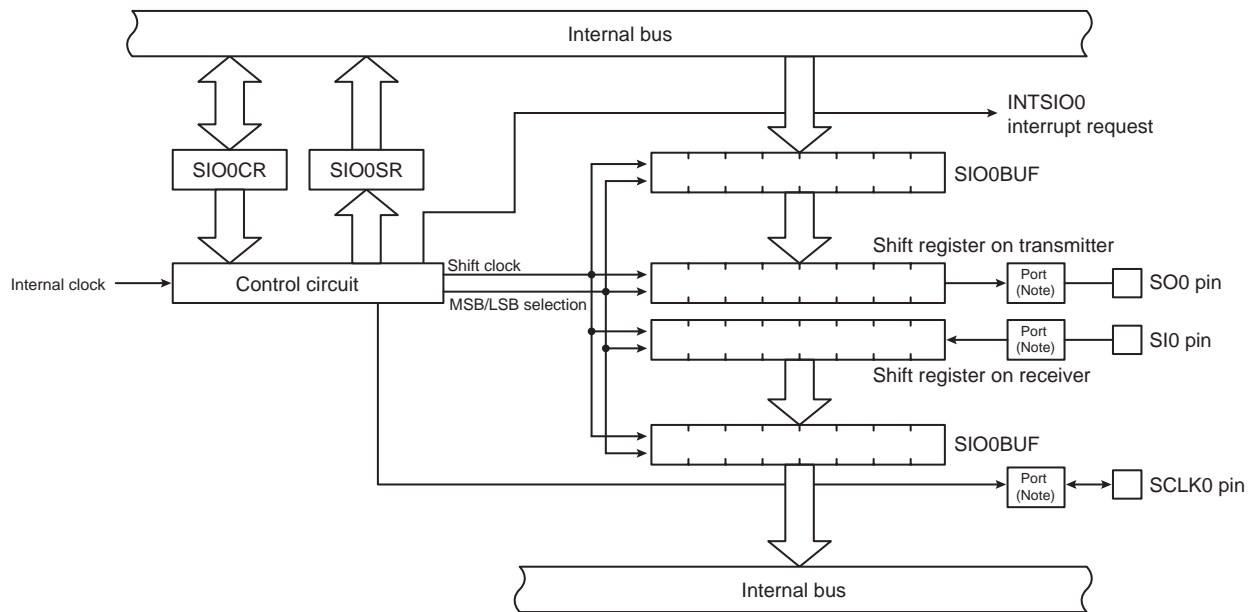 Internal bus
INTSIO0
interrupt request
SIO0CR
SIO0SR
SIO0BUF
Shift register on transmitter
Internal clock
Control circuit
Shift clock
MSB/LSB selection
Port
(Note)
SO0 pin
Port
(Note)
SI0 pin
Shift register on receiver
SIO0BUF
Port
(Note)
SCLK0 pin
Internal bus